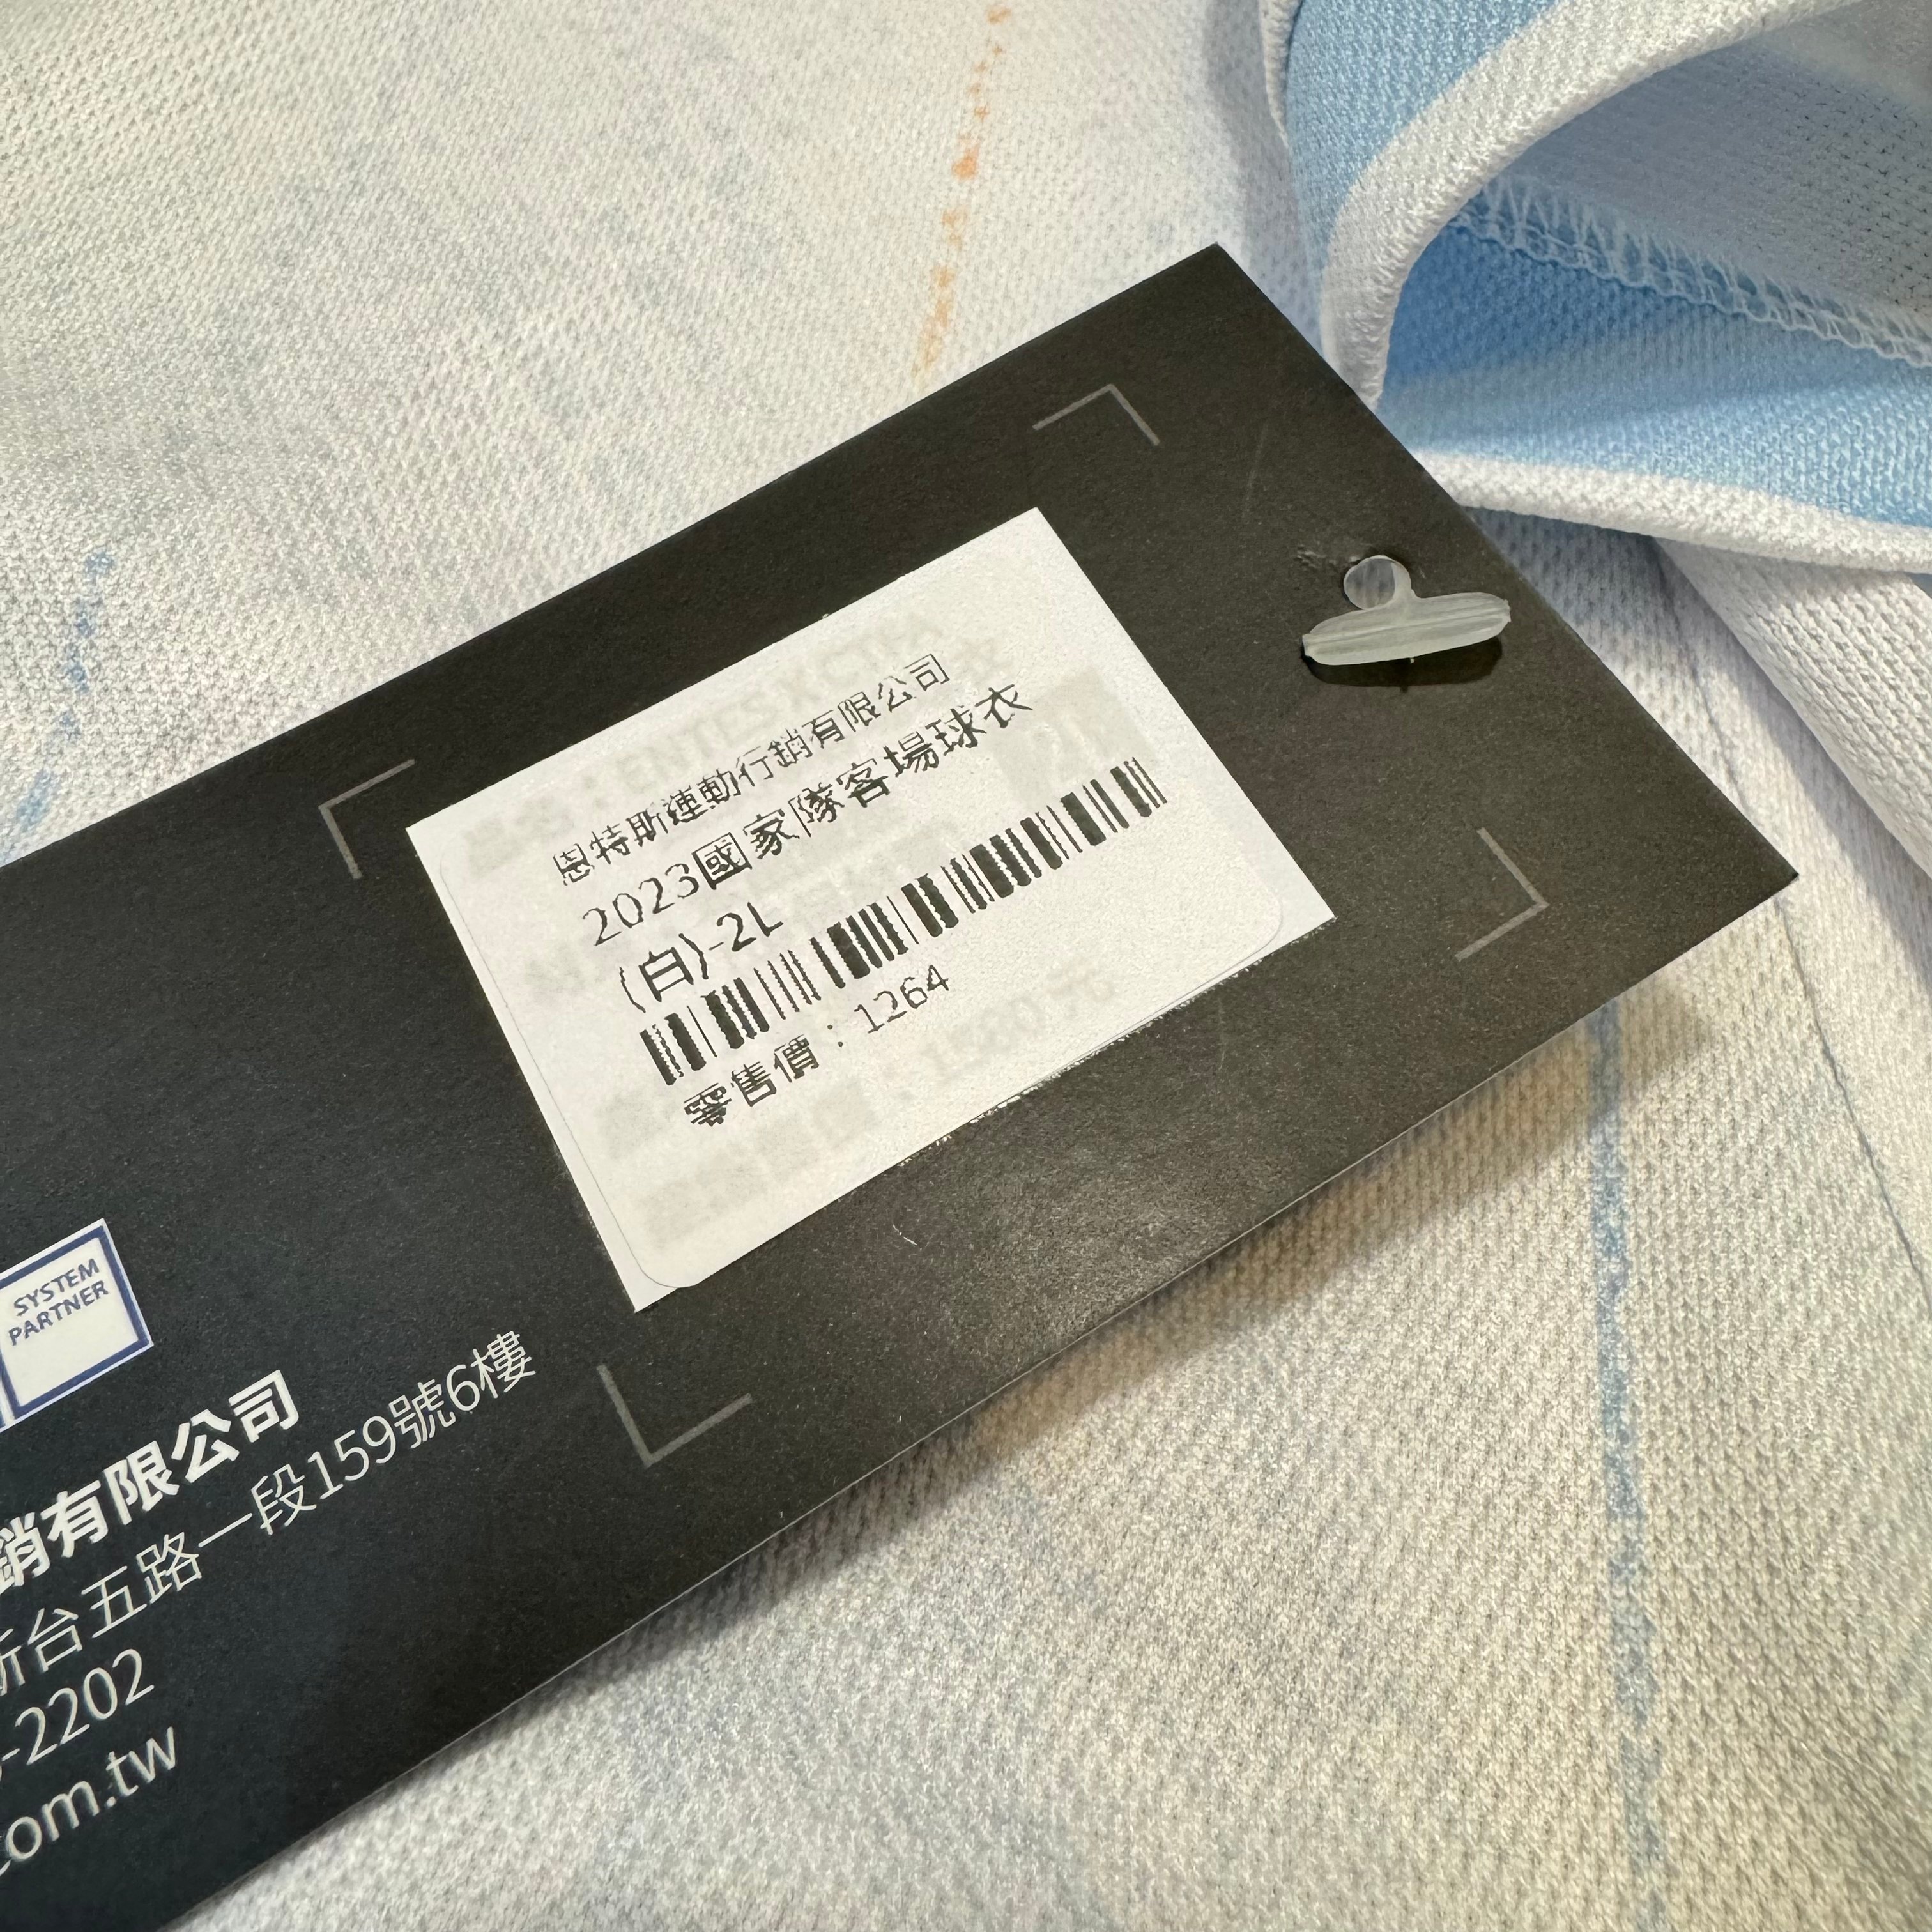 恩特斯運動行銷有限公司
2023國家隊客場球衣
(白)-2L
零售價：1264
SYSTEM
PARTNER
銷有限公司
新台五路一段159號6樓
-2202
com.tw